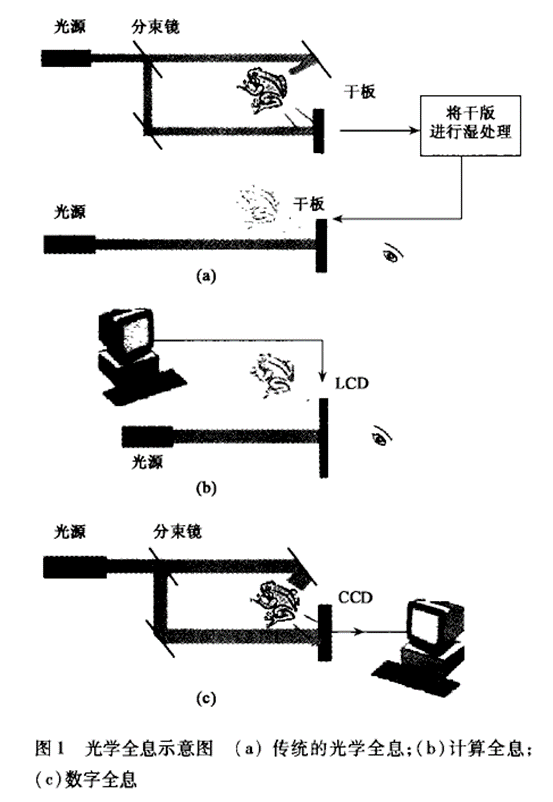 光源
分束镜
干板
将干版
进行湿处理
光源
干板
(a)
LCD
光源
(b)
光源
分束镜
CCD
(c)
图1 光学全息示意图 (a) 传统的光学全息;(b)计算全息;
(c)数字全息